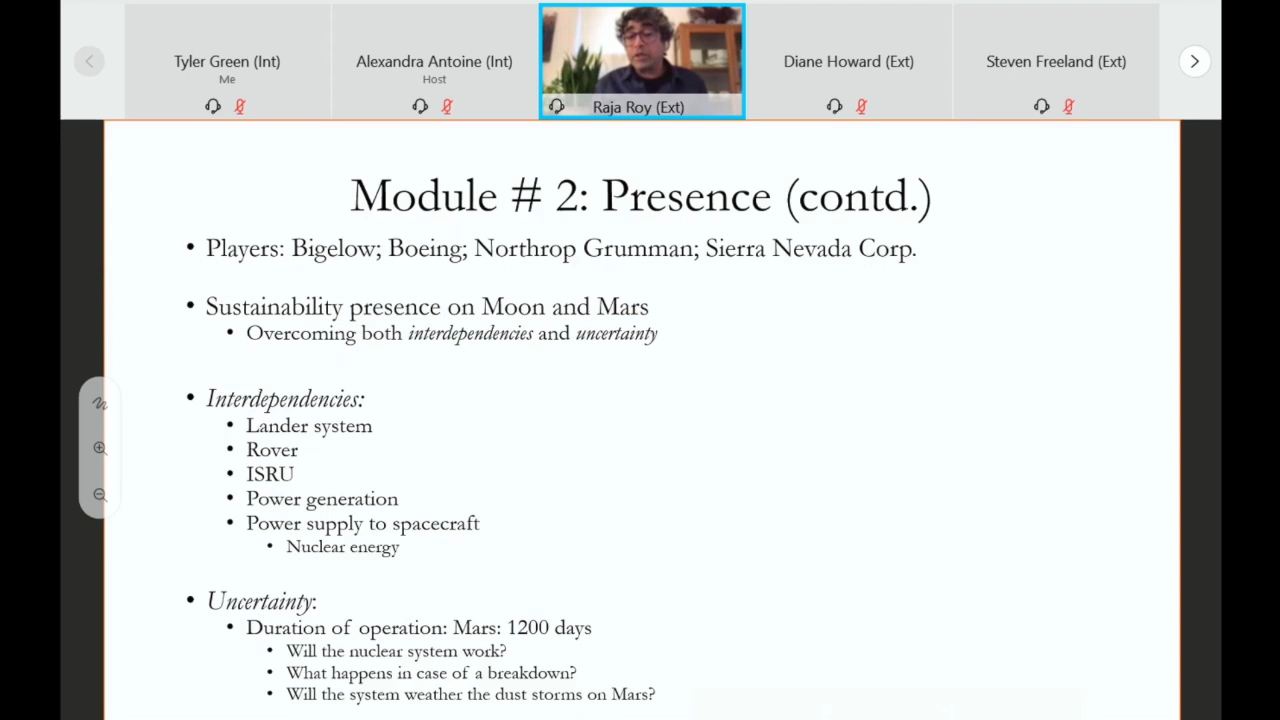 Tyler Green (Int)
Me
Alexandra Antoine (Int)
Host
Raja Roy (Ext)
Diane Howard (Ext)
Steven Freeland (Ext)
Module # 2: Presence (contd.)
• Players: Bigelow; Boeing; Northrop Grumman; Sierra Nevada Corp.
• Sustainability presence on Moon and Mars
• Overcoming both interdependencies and uncertainty
• Interdependencies:
• Lander system
• Rover
• ISRU
• Power generation
• Power supply to spacecraft
• Nuclear energy
• Uncertainty:
• Duration of operation: Mars: 1200 days
• Will the nuclear system work?
• What happens in case of a breakdown?
• Will the system weather the dust storms on Mars?